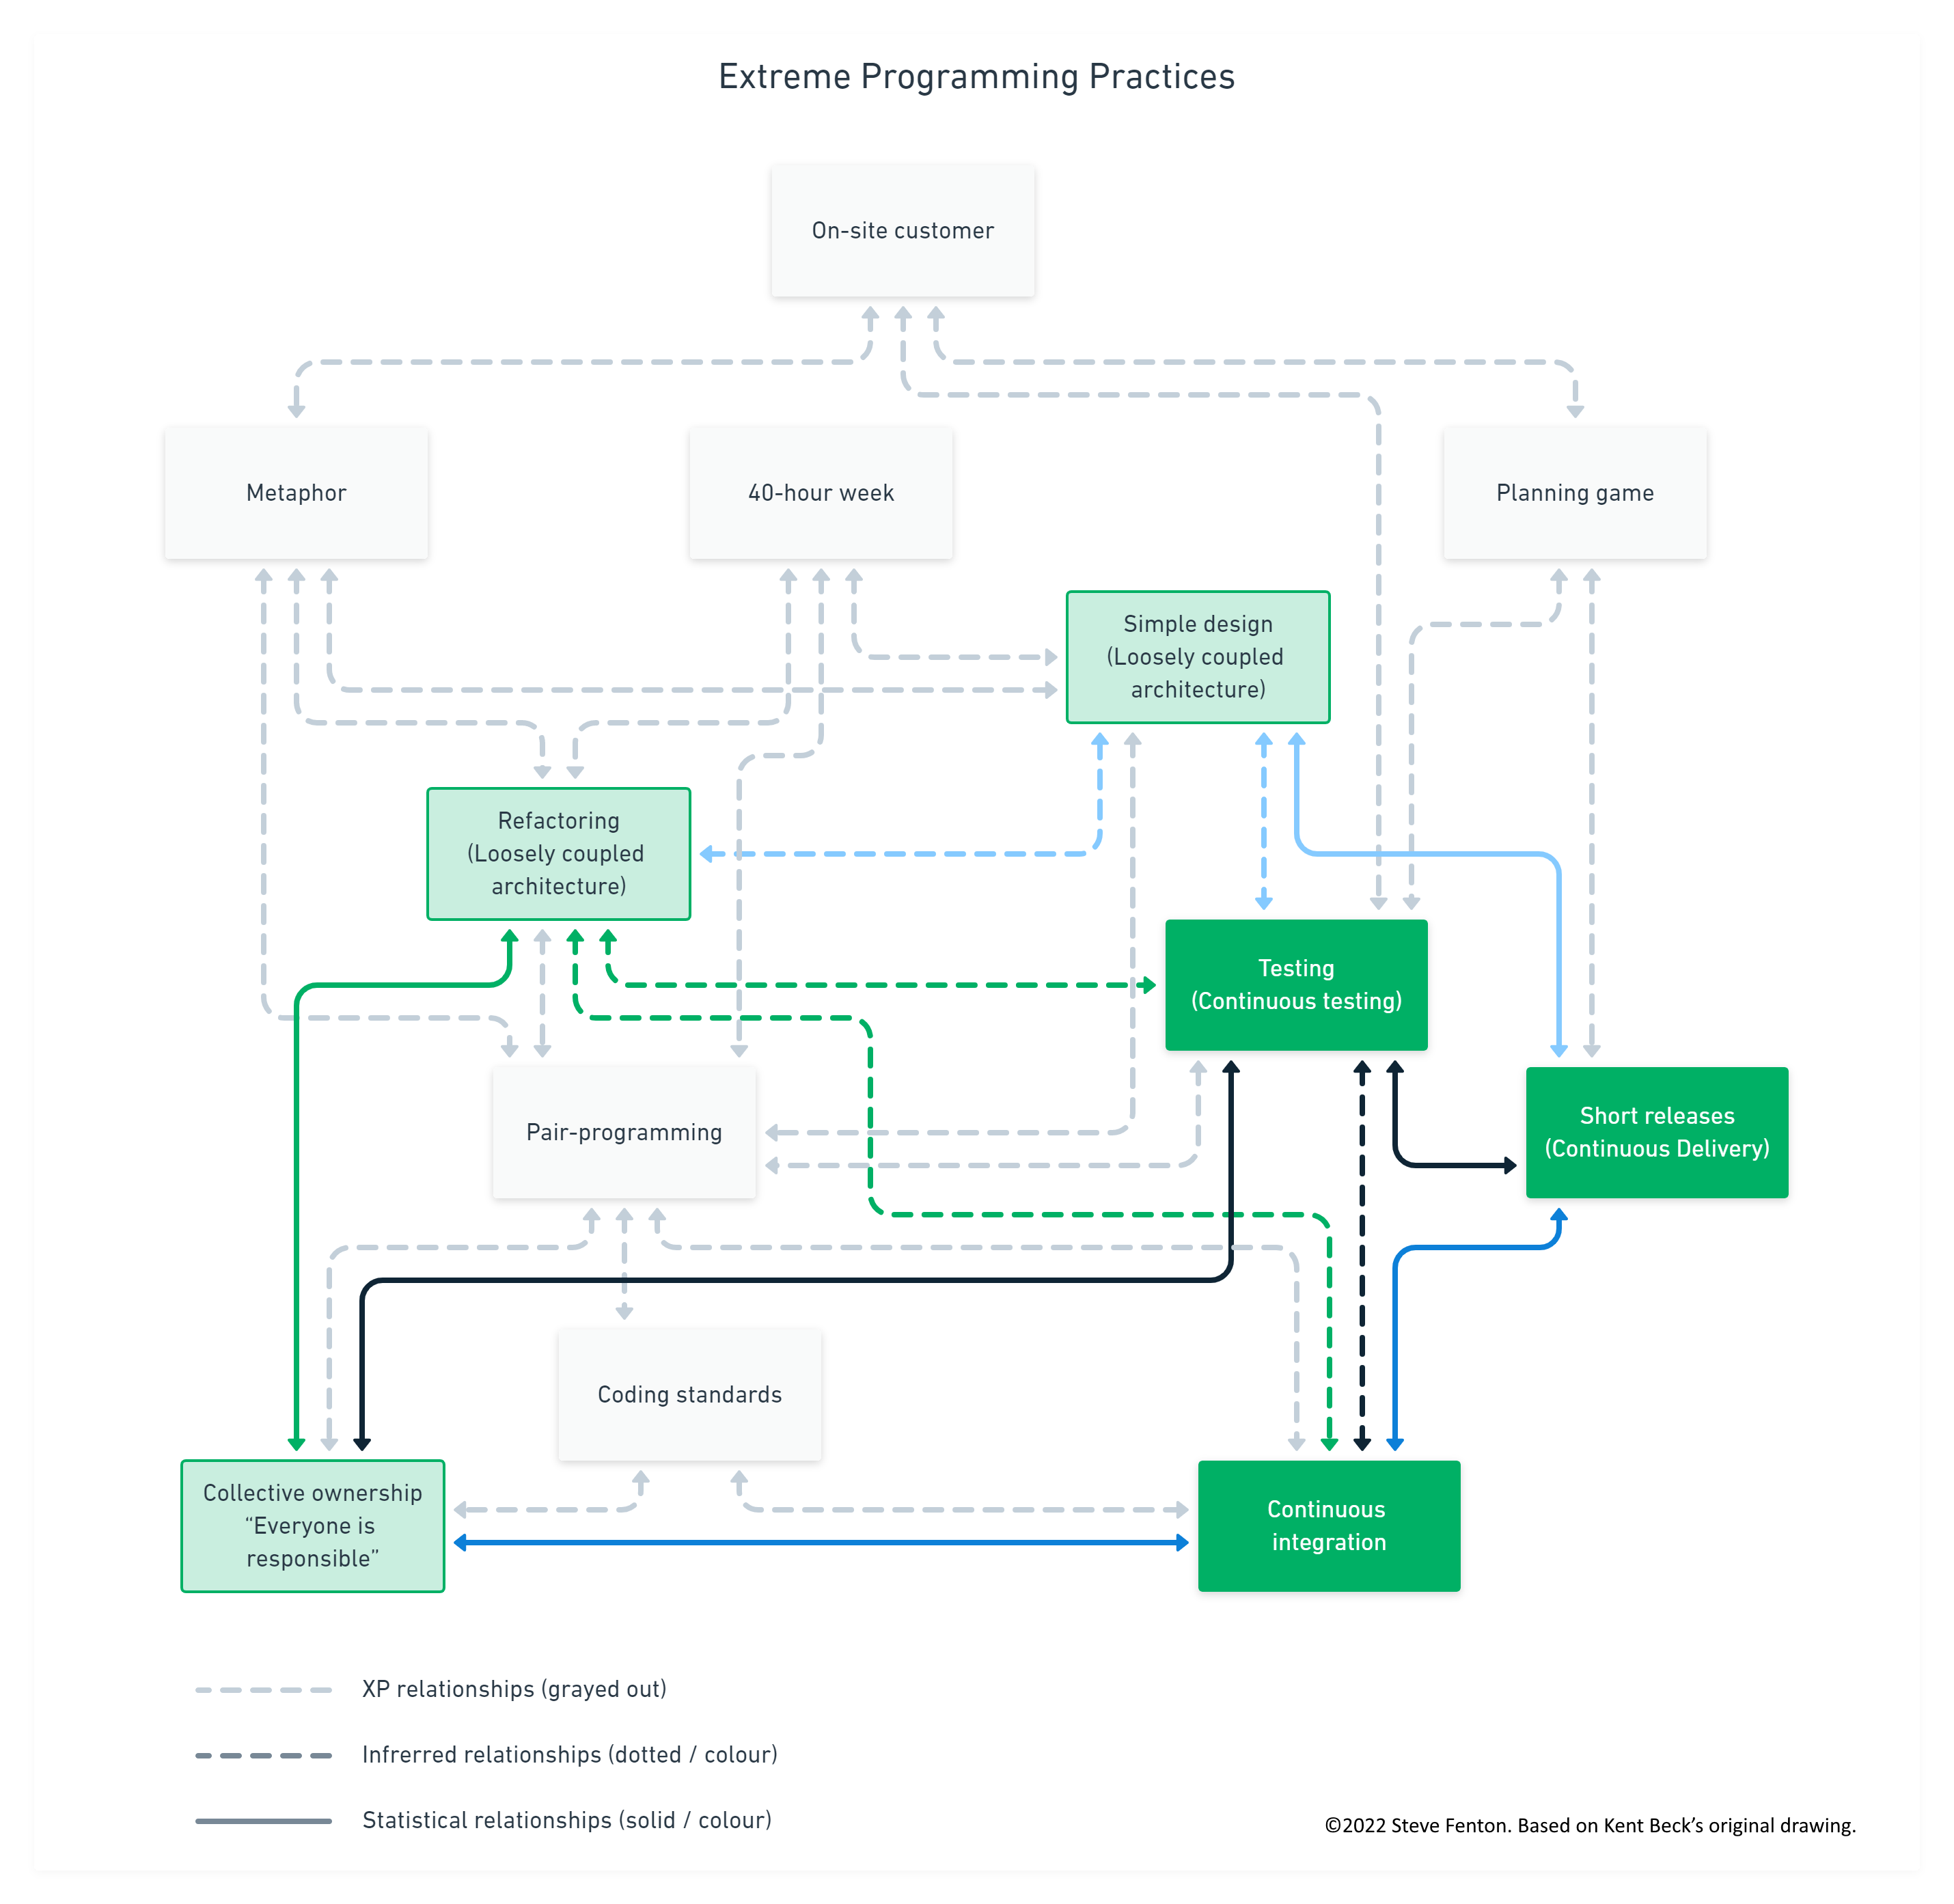 Extreme Programming Practices
On-site customer
Metaphor
40-hour week
Planning game
Simple design
(Loosely coupled
architecture)
Refactoring
(Loosely coupled
architecture)
Testing
(Continuous testing)
Pair-programming
Short releases
(Continuous Delivery)
Coding standards
Collective ownership
“Everyone is
responsible”
Continuous
integration
XP relationships (grayed out)
Infrerred relationships (dotted / colour)
Statistical relationships (solid / colour)
©2022 Steve Fenton. Based on Kent Beck’s original drawing.